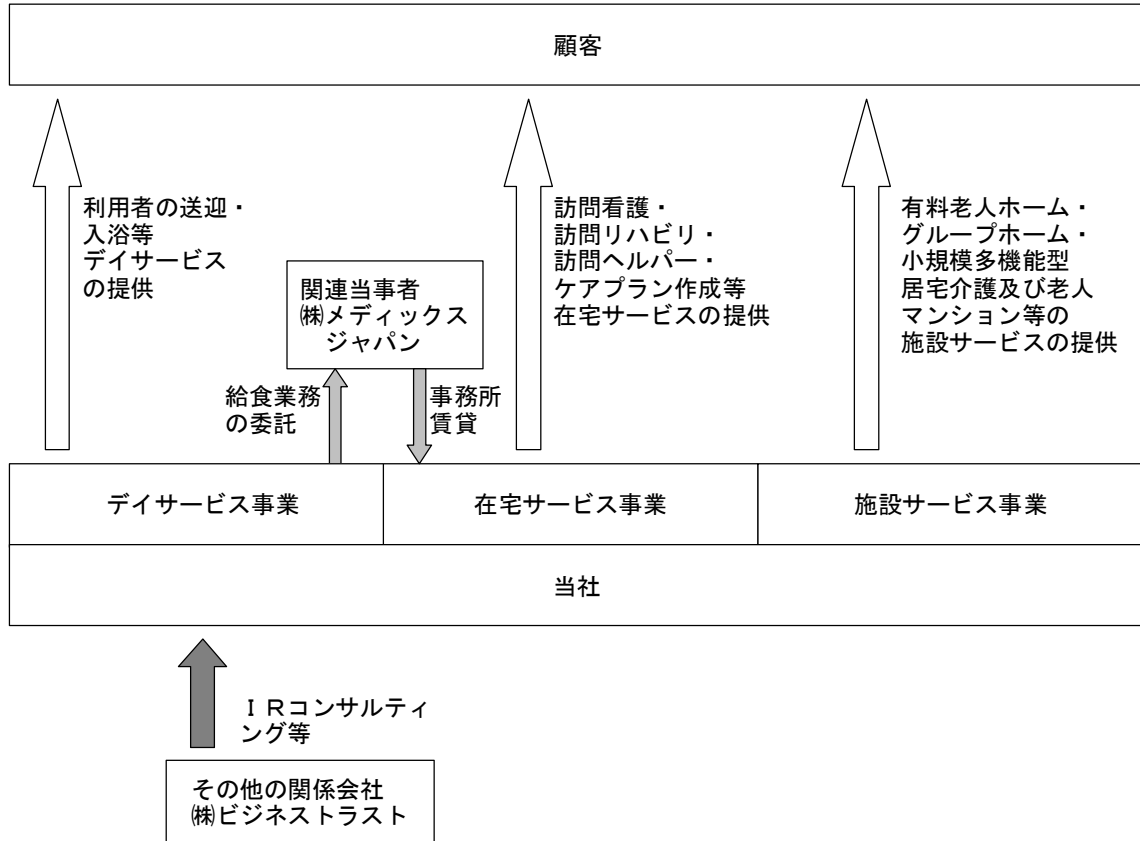 顧客
利用者の送迎・
入浴等
デイサービス
の提供
関連当事者
㈱メディックス
ジャパン
訪問看護・
訪問リハビリ・
訪問ヘルパー・
ケアプラン作成等
在宅サービスの提供
有料老人ホーム・
グループホーム・
小規模多機能型
居宅介護及び老人
マンション等の
施設サービスの提供
給食業務
の委託
事務所
賃貸
デイサービス事業
在宅サービス事業
施設サービス事業
当社
ＩＲコンサルティ
ング等
その他の関係会社
㈱ビジネストラスト